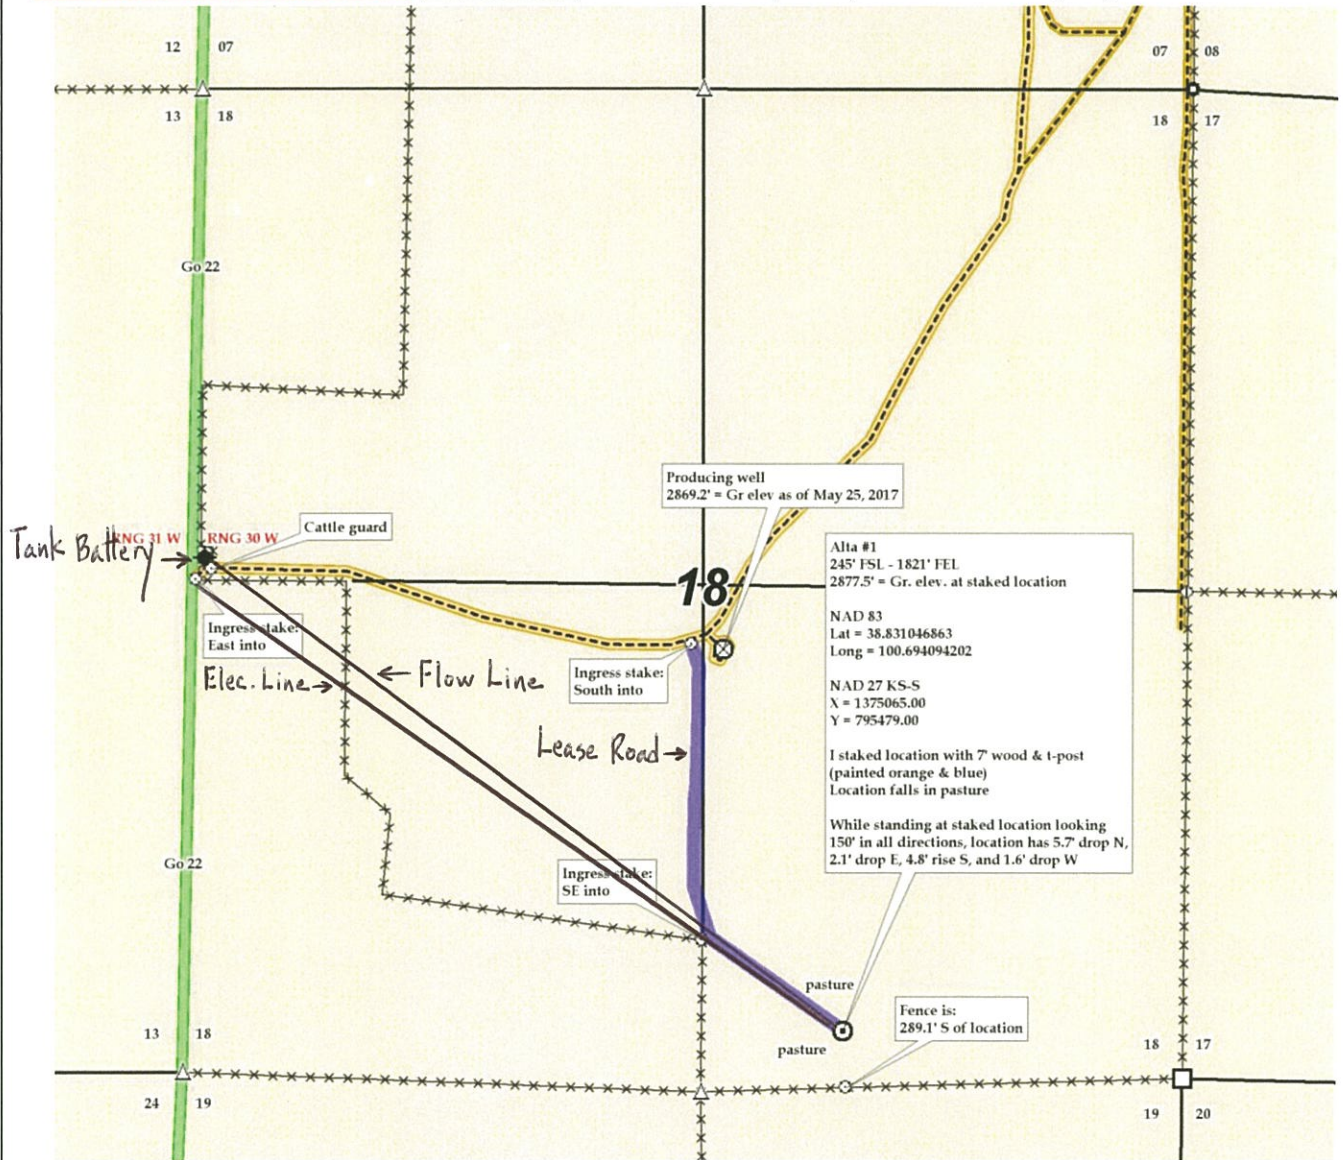 12 07
07 08
13 18
18 17
Go 22
Producing well
2869.2' = Gr elev as of May 25, 2017
Cattle guard
RNG 31 W RNG 30 W
Tank Battery
Alta #1
245' FSL - 1821' FEL
2877.5' = Gr. elev. at staked location
NAD 83
Lat = 38.831046863
Long = 100.694094202
NAD 27 KS-S
X = 1375065.00
Y = 795479.00
I staked location with 7' wood & t-post
(painted orange & blue)
Location falls in pasture
While standing at staked location looking
150' in all directions, location has 5.7' drop N,
2.1' drop E, 4.8' rise S, and 1.6' drop W
18
Ingress stake:
East into
Ingress stake:
South into
Elec. Line
Flow Line
Lease Road
Go 22
Ingress stake:
SE into
pasture
Fence is:
289.1' S of location
pasture
13 18
18 17
24 19
19 20